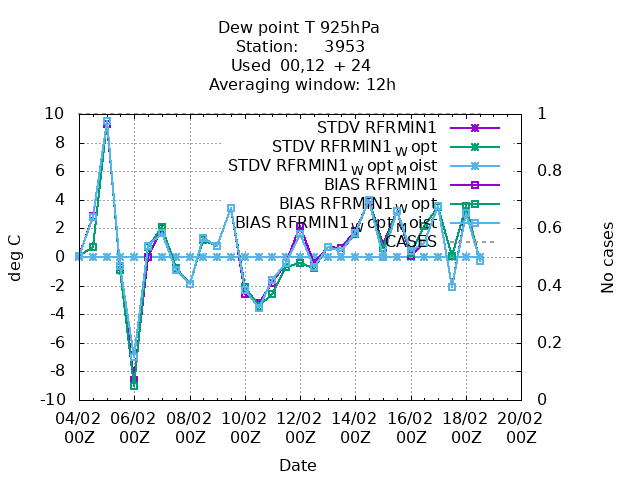 Dew point T 925hPa
Station: 3953
Used 00,12 + 24
Averaging window: 12h
STDV RFRMIN1
STDV RFRMIN1_W opt
STDV RFRMIN1_W opt_M oist
BIAS RFRMIN1
BIAS RFRMIN1_W opt
BIAS RFRMIN1_W opt_M oist
CASES
10
8
6
4
2
0
-2
-4
-6
-8
-10
deg C
1
0.8
0.6
0.4
0.2
0
No cases
04/02 06/02 08/02 10/02 12/02 14/02 16/02 18/02 20/02
00Z 00Z 00Z 00Z 00Z 00Z 00Z 00Z 00Z
Date